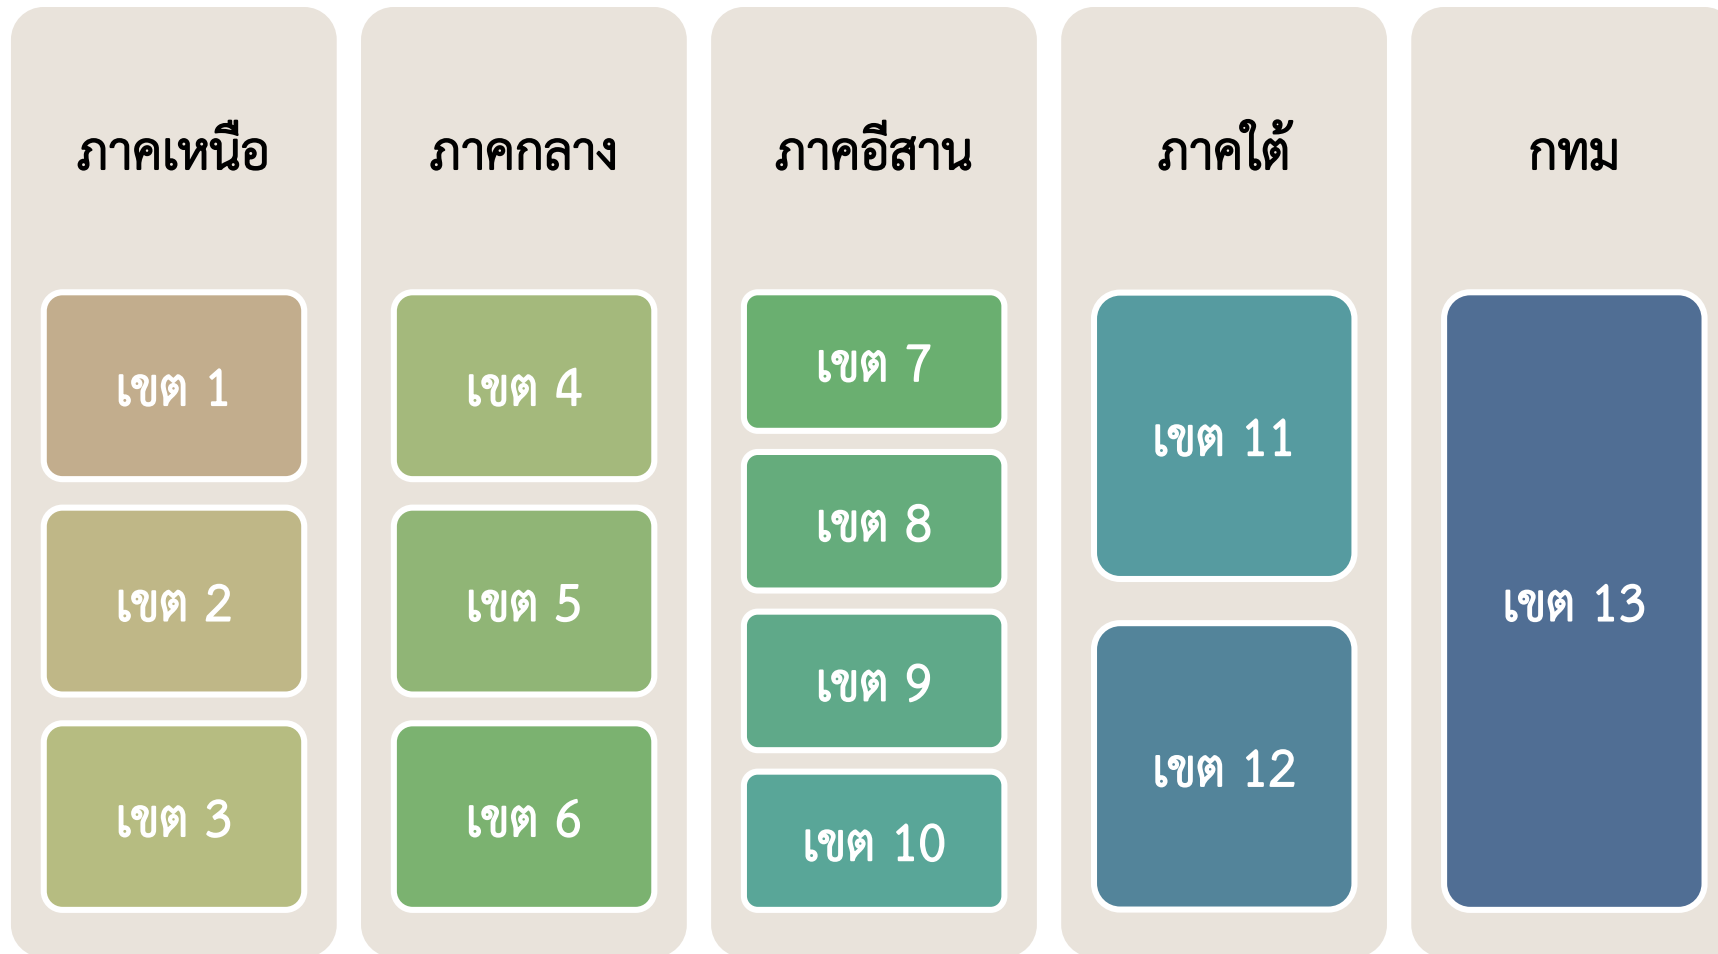 ภาคเหนือ
เขต 1
เขต 2
เขต 3
ภาคกลาง
เขต 4
เขต 5
เขต 6
ภาคอีสาน
เขต 7
เขต 8
เขต 9
เขต 10
ภาคใต้
เขต 11
เขต 12
กทม
เขต 13